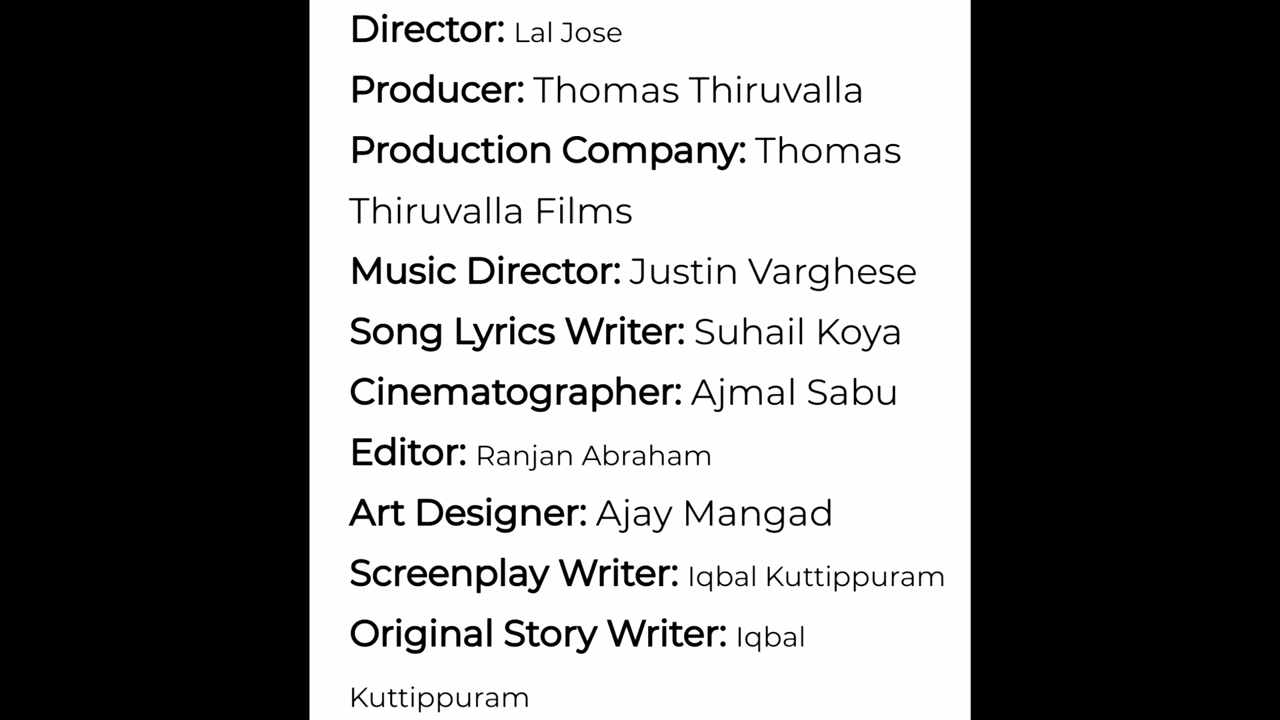 Director: Lal Jose
Producer: Thomas Thiruvalla
Production Company: Thomas
Thiruvalla Films
Music Director: Justin Varghese
Song Lyrics Writer: Suhail Koya
Cinematographer: Ajmal Sabu
Editor: Ranjan Abraham
Art Designer: Ajay Mangad
Screenplay Writer: Iqbal Kuttippuram
Original Story Writer: Iqbal
Kuttippuram